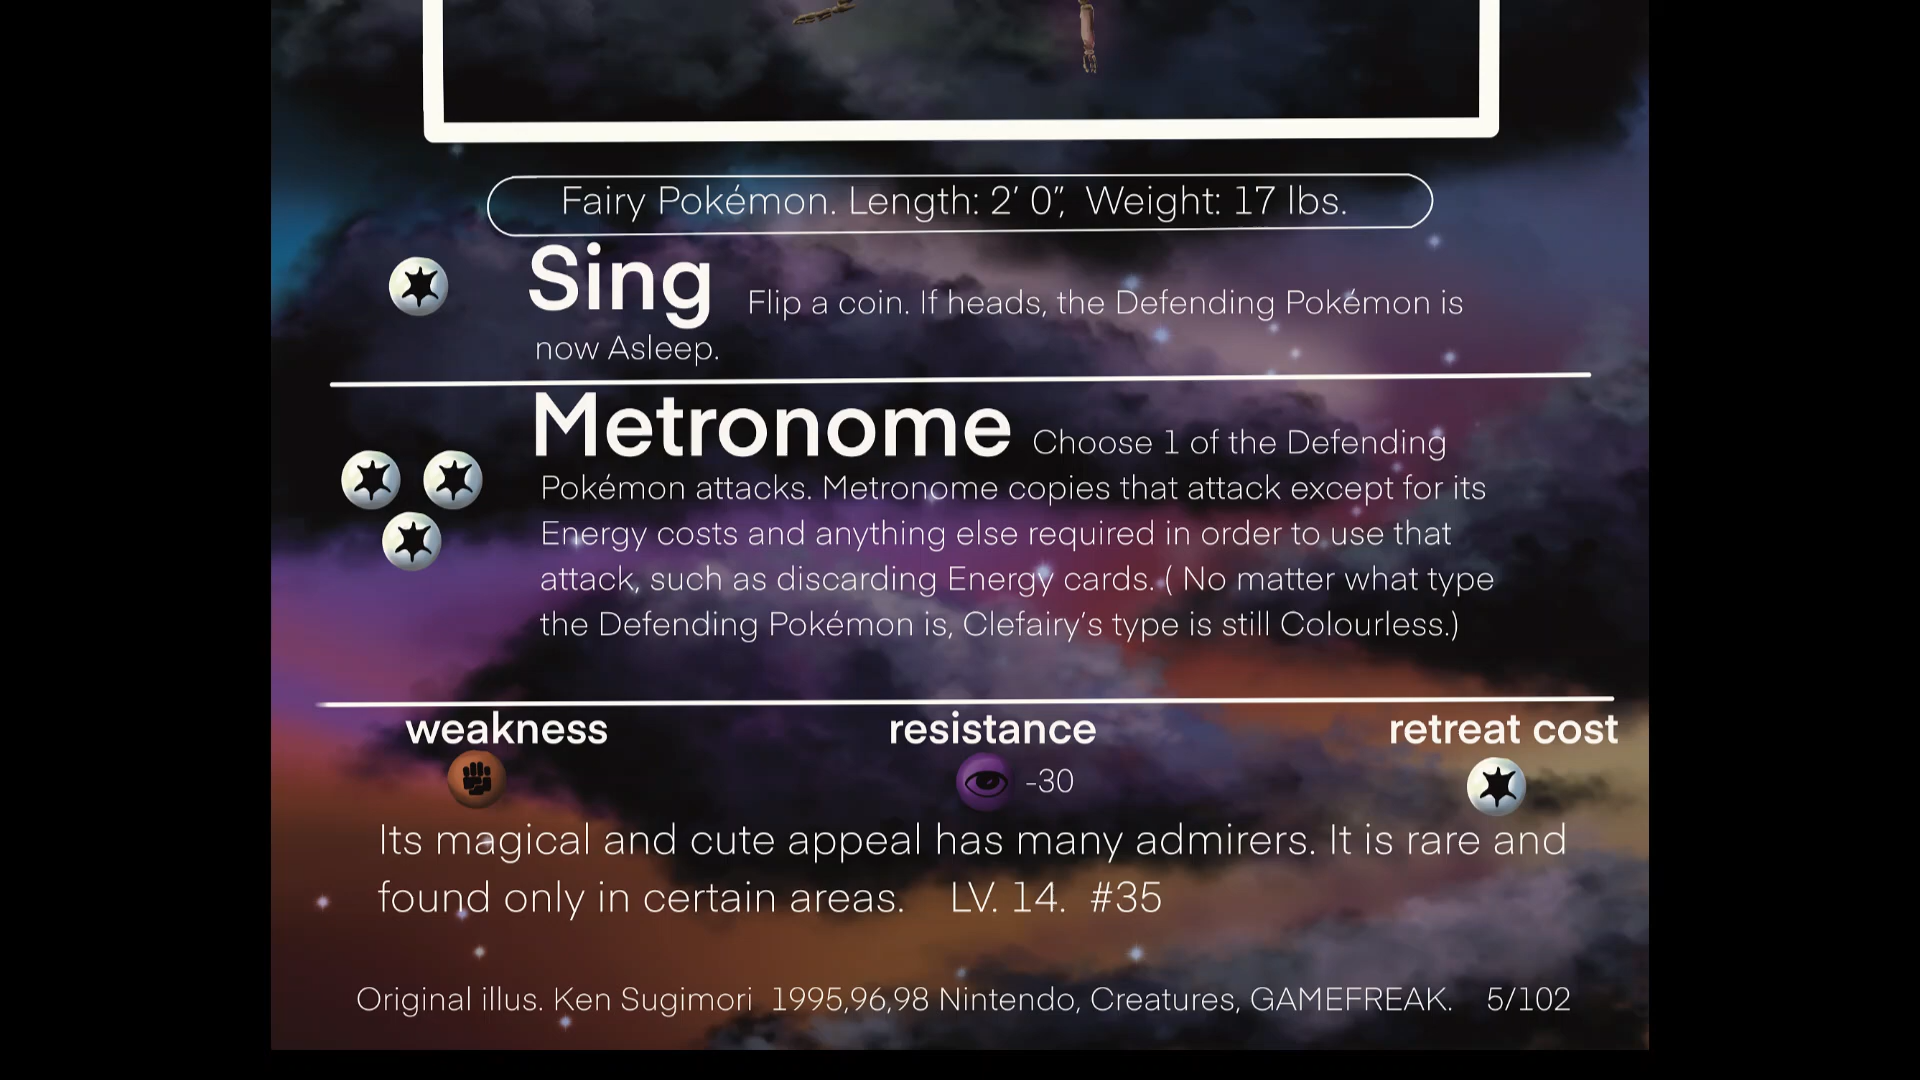 Fairy Pokémon. Length: 2’ 0”, Weight: 17 lbs.
Sing Flip a coin. If heads, the Defending Pokémon is
now Asleep.
Metronome Choose 1 of the Defending
Pokémon attacks. Metronome copies that attack except for its
Energy costs and anything else required in order to use that
attack, such as discarding Energy cards. ( No matter what type
the Defending Pokémon is, Clefairy’s type is still Colourless.)
weakness resistance retreat cost
-30
Its magical and cute appeal has many admirers. It is rare and
found only in certain areas. LV. 14. #35
Original illus. Ken Sugimori 1995,96,98 Nintendo, Creatures, GAMEFREAK. 5/102